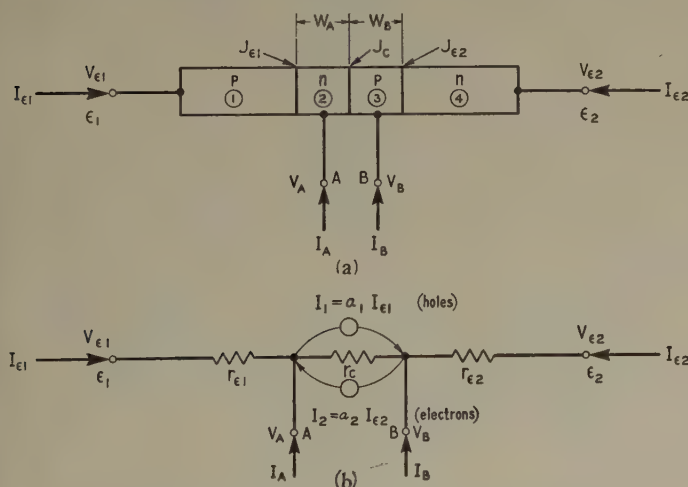 W_A W_B
J_ε1 J_C J_ε2
V_ε1 P n P n V_ε2
I_ε1 ① ② ③ ④ I_ε2
ε_1 ε_2
V_A A B V_B
I_A I_B
(a)
I_1 = a_1 I_ε1 (holes)
V_ε1 V_ε2
I_ε1 I_ε2
ε_1 r_ε1 r_c r_ε2 ε_2
I_2 = a_2 I_ε2 (electrons)
V_A A B V_B
I_A I_B
(b)